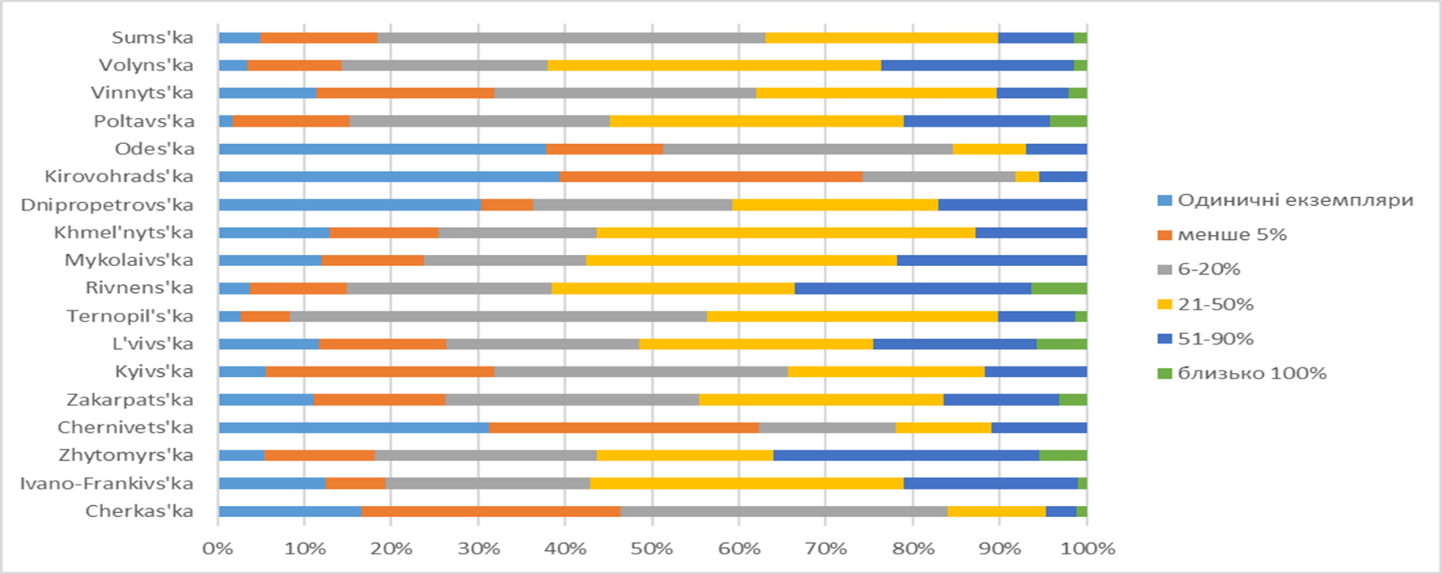 Sums'ka
Volyns'ka
Vinnyts'ka
Poltavs'ka
Odes'ka
Kirovohrads'ka
Dnipropetrovs'ka
Khmel'nyts'ka
Mykolaivs'ka
Rivnens'ka
Ternopil's'ka
L'vivs'ka
Kyivs'ka
Zakarpats'ka
Chernivets'ka
Zhytomyrs'ka
Ivano-Frankivs'ka
Cherkas'ka
0% 10% 20% 30% 40% 50% 60% 70% 80% 90% 100%
Одиничні екземпляри
менше 5%
6-20%
21-50%
51-90%
близько 100%